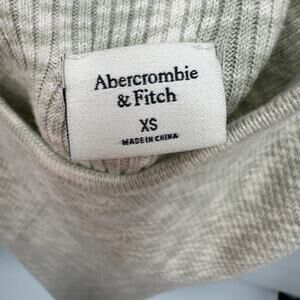 Abercrombie
& Fitch
XS
MADE IN CHINA